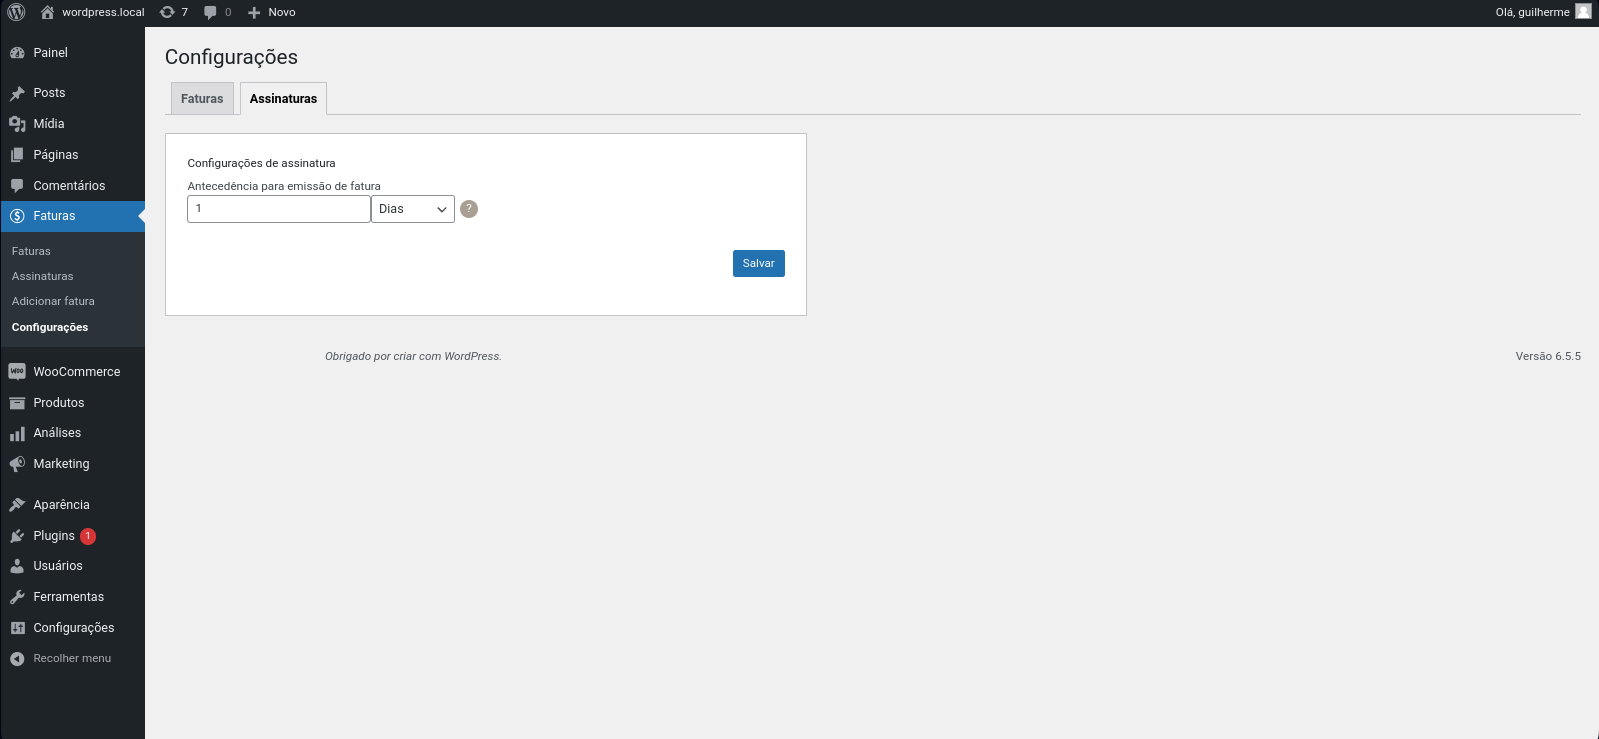 wordpress.local 7 0 Novo Olá, guilherme
Painel
Posts
Mídia
Páginas
Comentários
Faturas
Faturas
Assinaturas
Adicionar fatura
Configurações
WooCommerce
Produtos
Análises
Marketing
Aparência
Plugins 1
Usuários
Ferramentas
Configurações
Recolher menu
Configurações
Faturas Assinaturas
Configurações de assinatura
Antecedência para emissão de fatura
1 Dias ?
Salvar
Obrigado por criar com WordPress. Versão 6.5.5